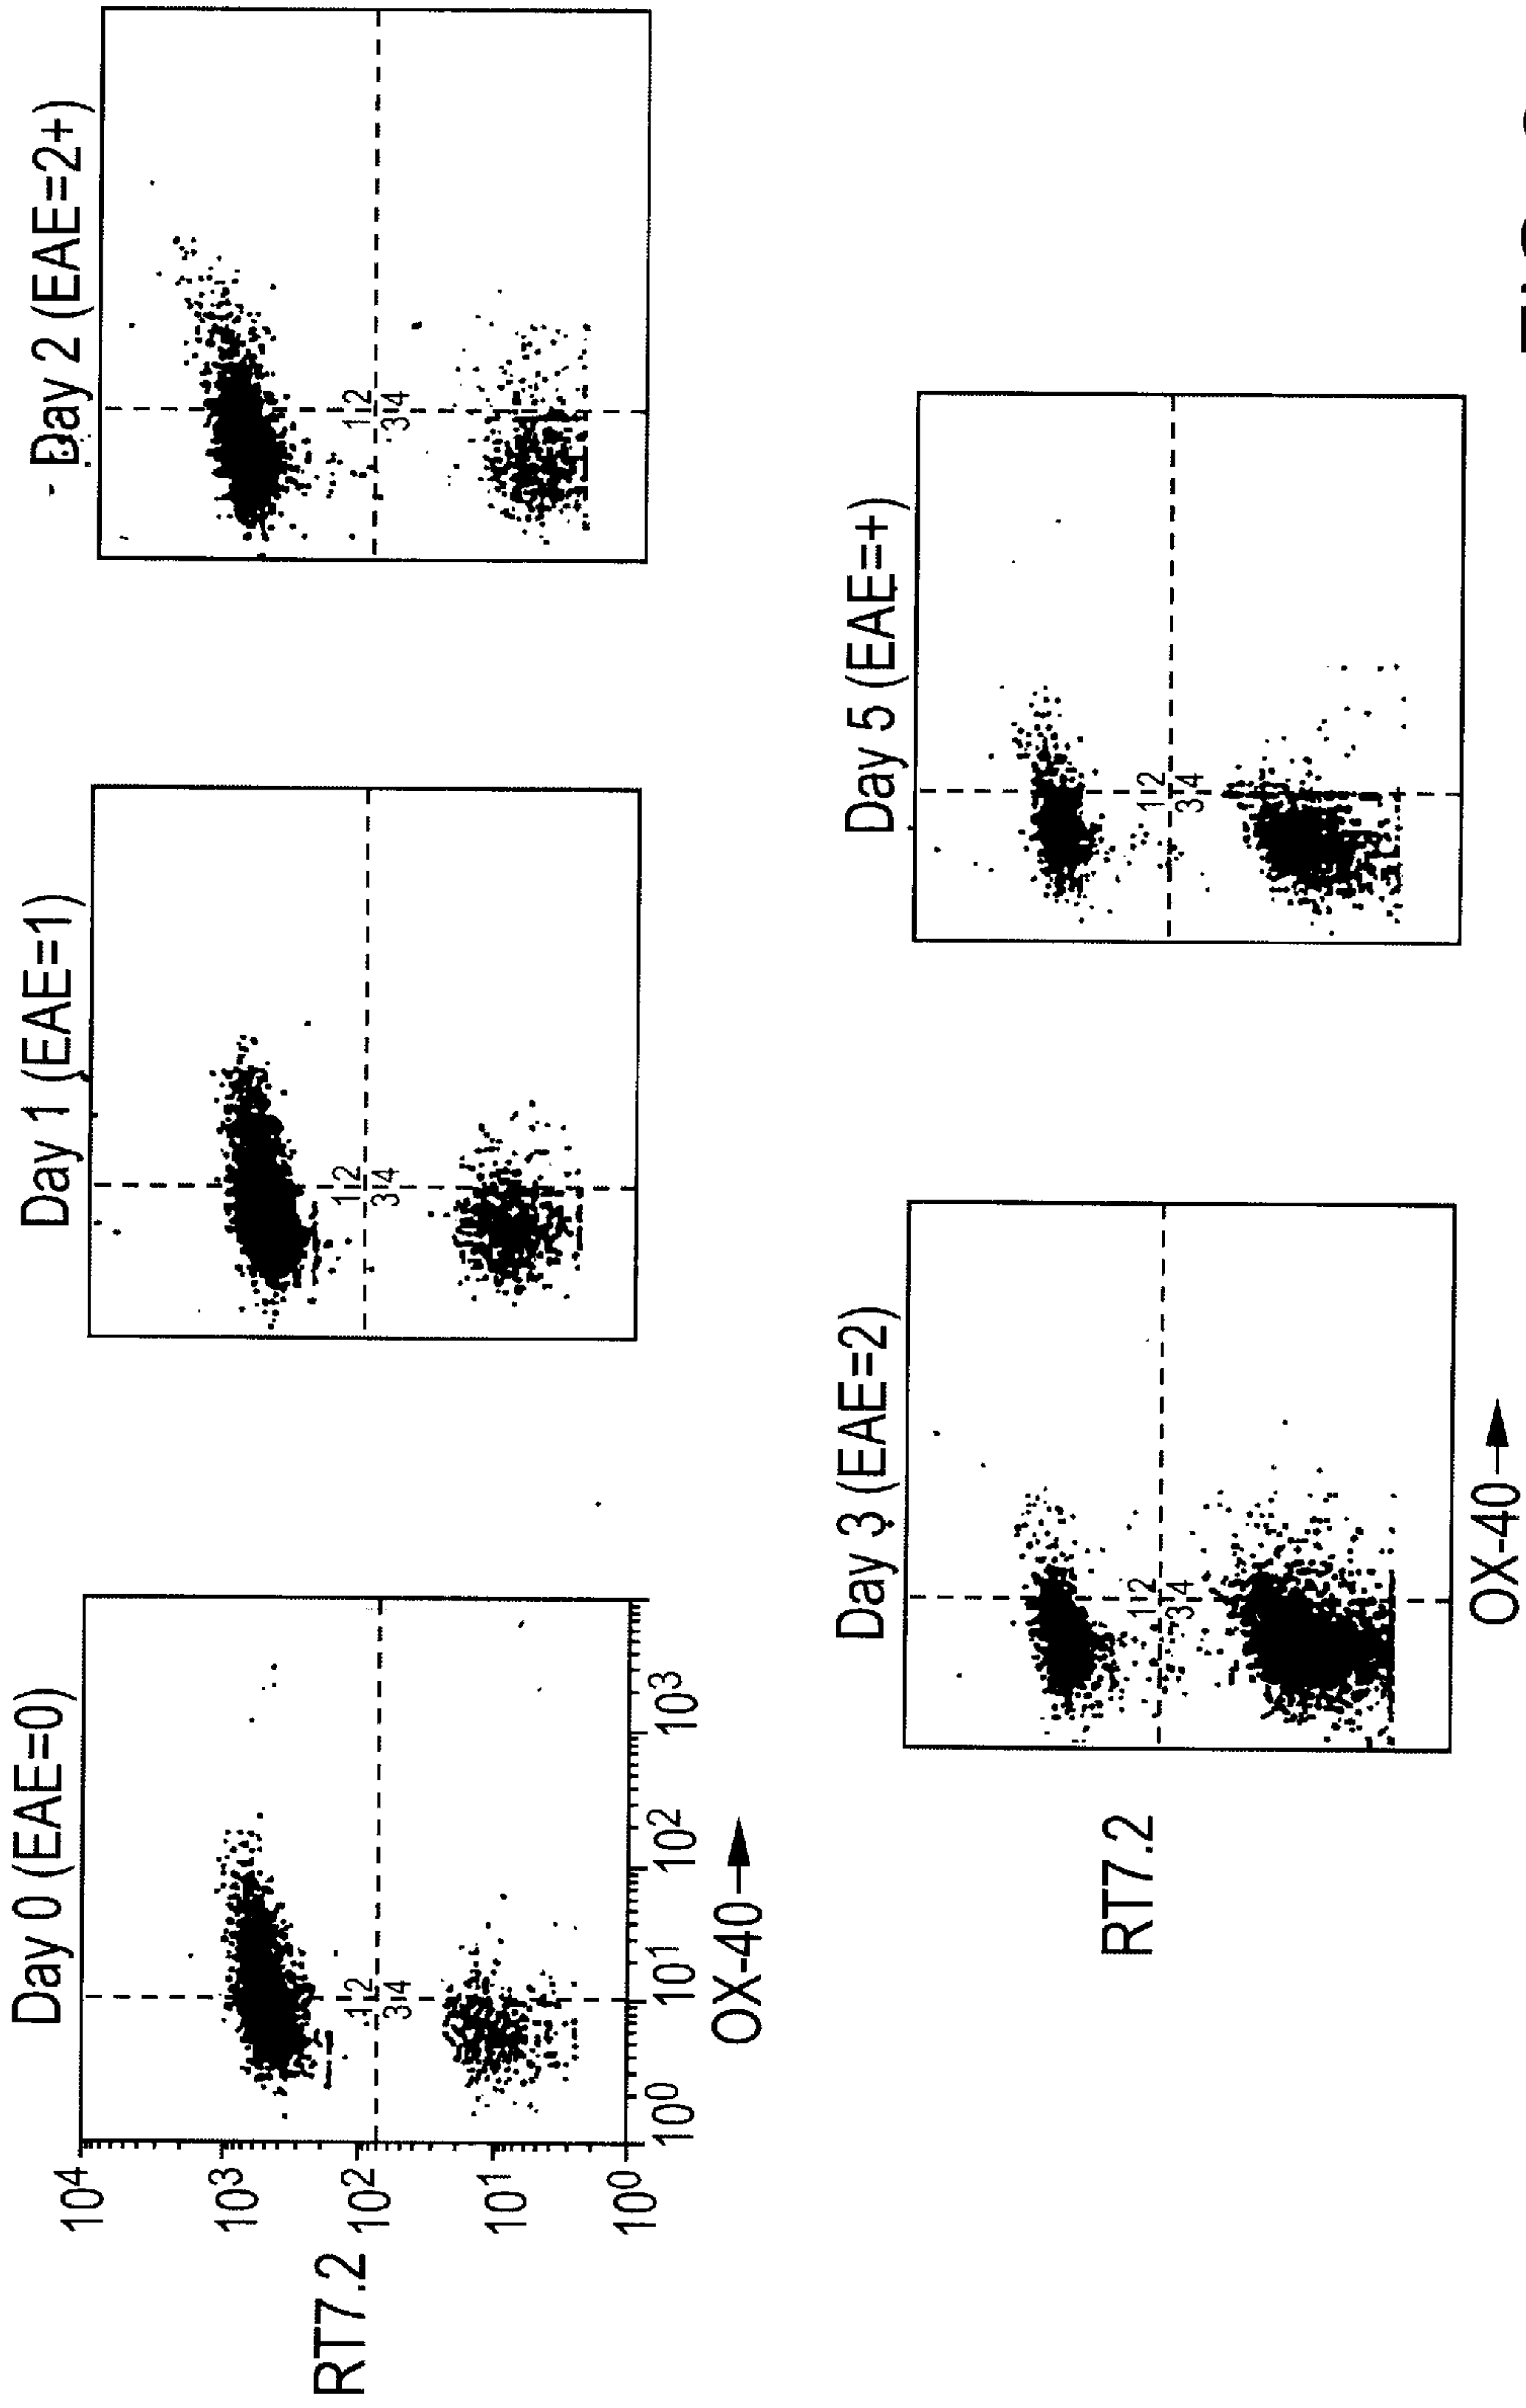 Day 0 (EAE=0)
Day 1 (EAE=1)
Day 2 (EAE=2+)
RT7.2
10⁴
10³
10²
10¹
10⁰
1 2
3 4
1 2
3 4
1 2
3 4
10⁰
10¹
10²
10³
OX-40
Day 3 (EAE=2)
Day 5 (EAE=+)
RT7.2
1 2
3 4
1 2
3 4
OX-40